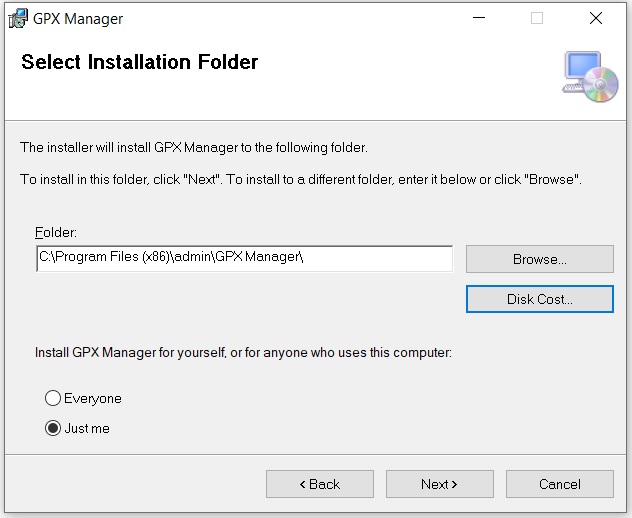 GPX Manager
Select Installation Folder
The installer will install GPX Manager to the following folder.
To install in this folder, click "Next". To install to a different folder, enter it below or click "Browse".
Folder:
C:\Program Files (x86)\admin\GPX Manager\
Browse...
Disk Cost...
Install GPX Manager for yourself, or for anyone who uses this computer:
Everyone
Just me
< Back
Next >
Cancel